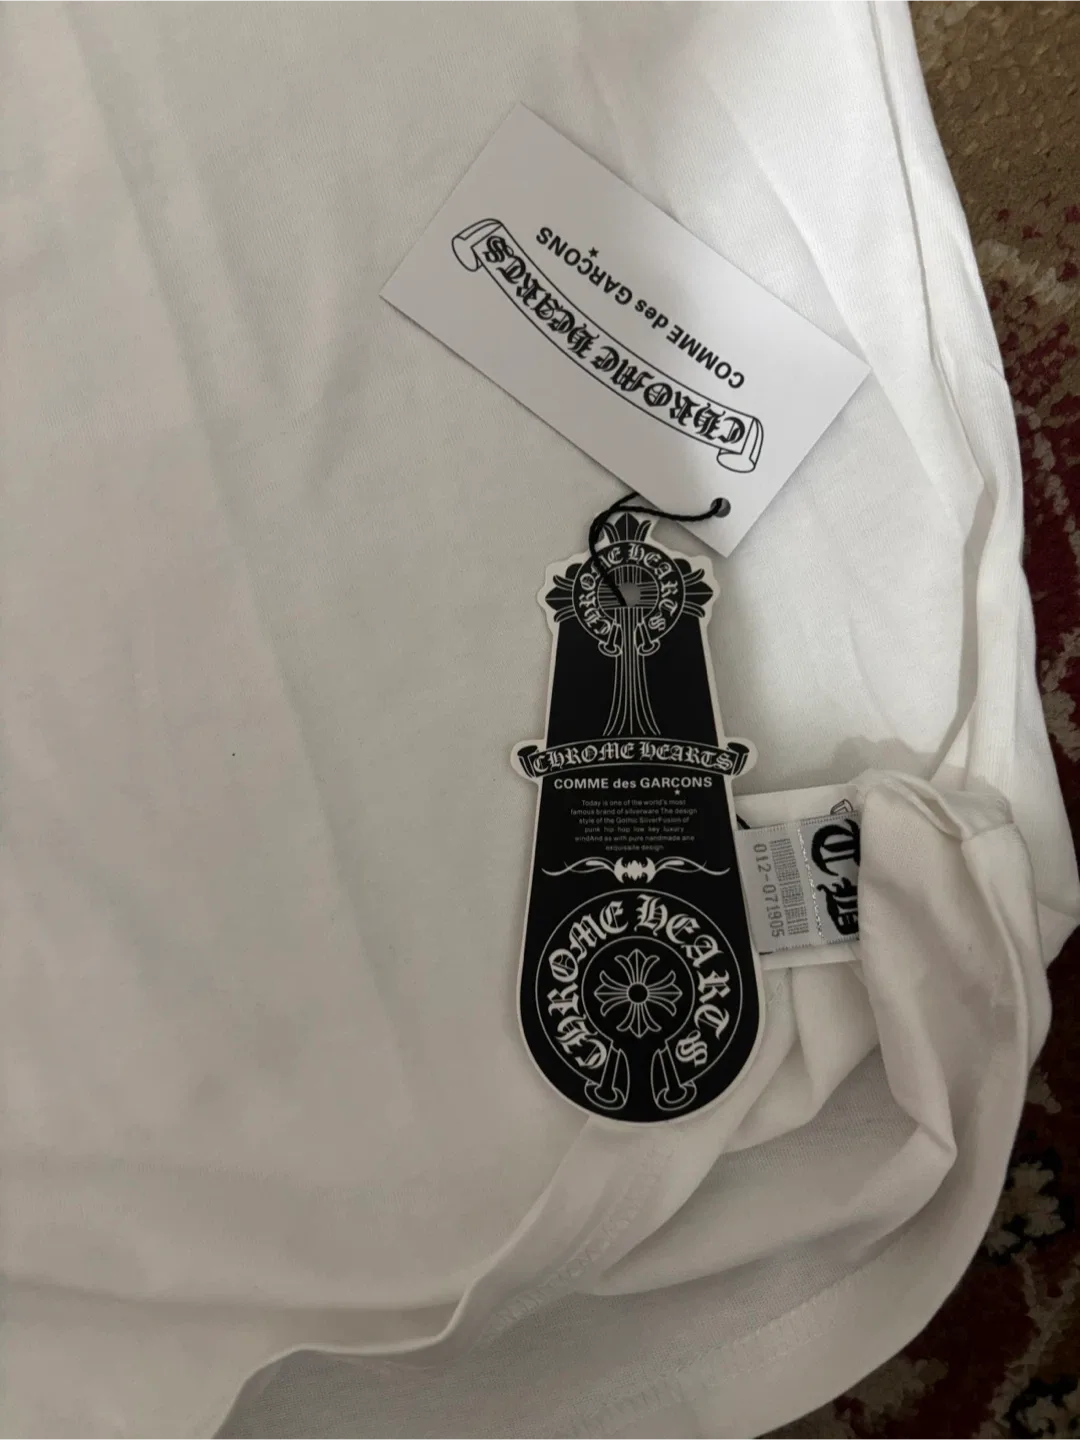 CHROME HEARTS
COMME des GARÇONS
CHROME HEARTS
CHROME HEARTS
COMME des GARÇONS
Today is one of the world's most
famous brand of silverware The design
style of the Gothic SilverFusion of
punk hip hop low key luxury
windAnd as with pure handmade and
exquisaite design
CHROME HEARTS
012-071905